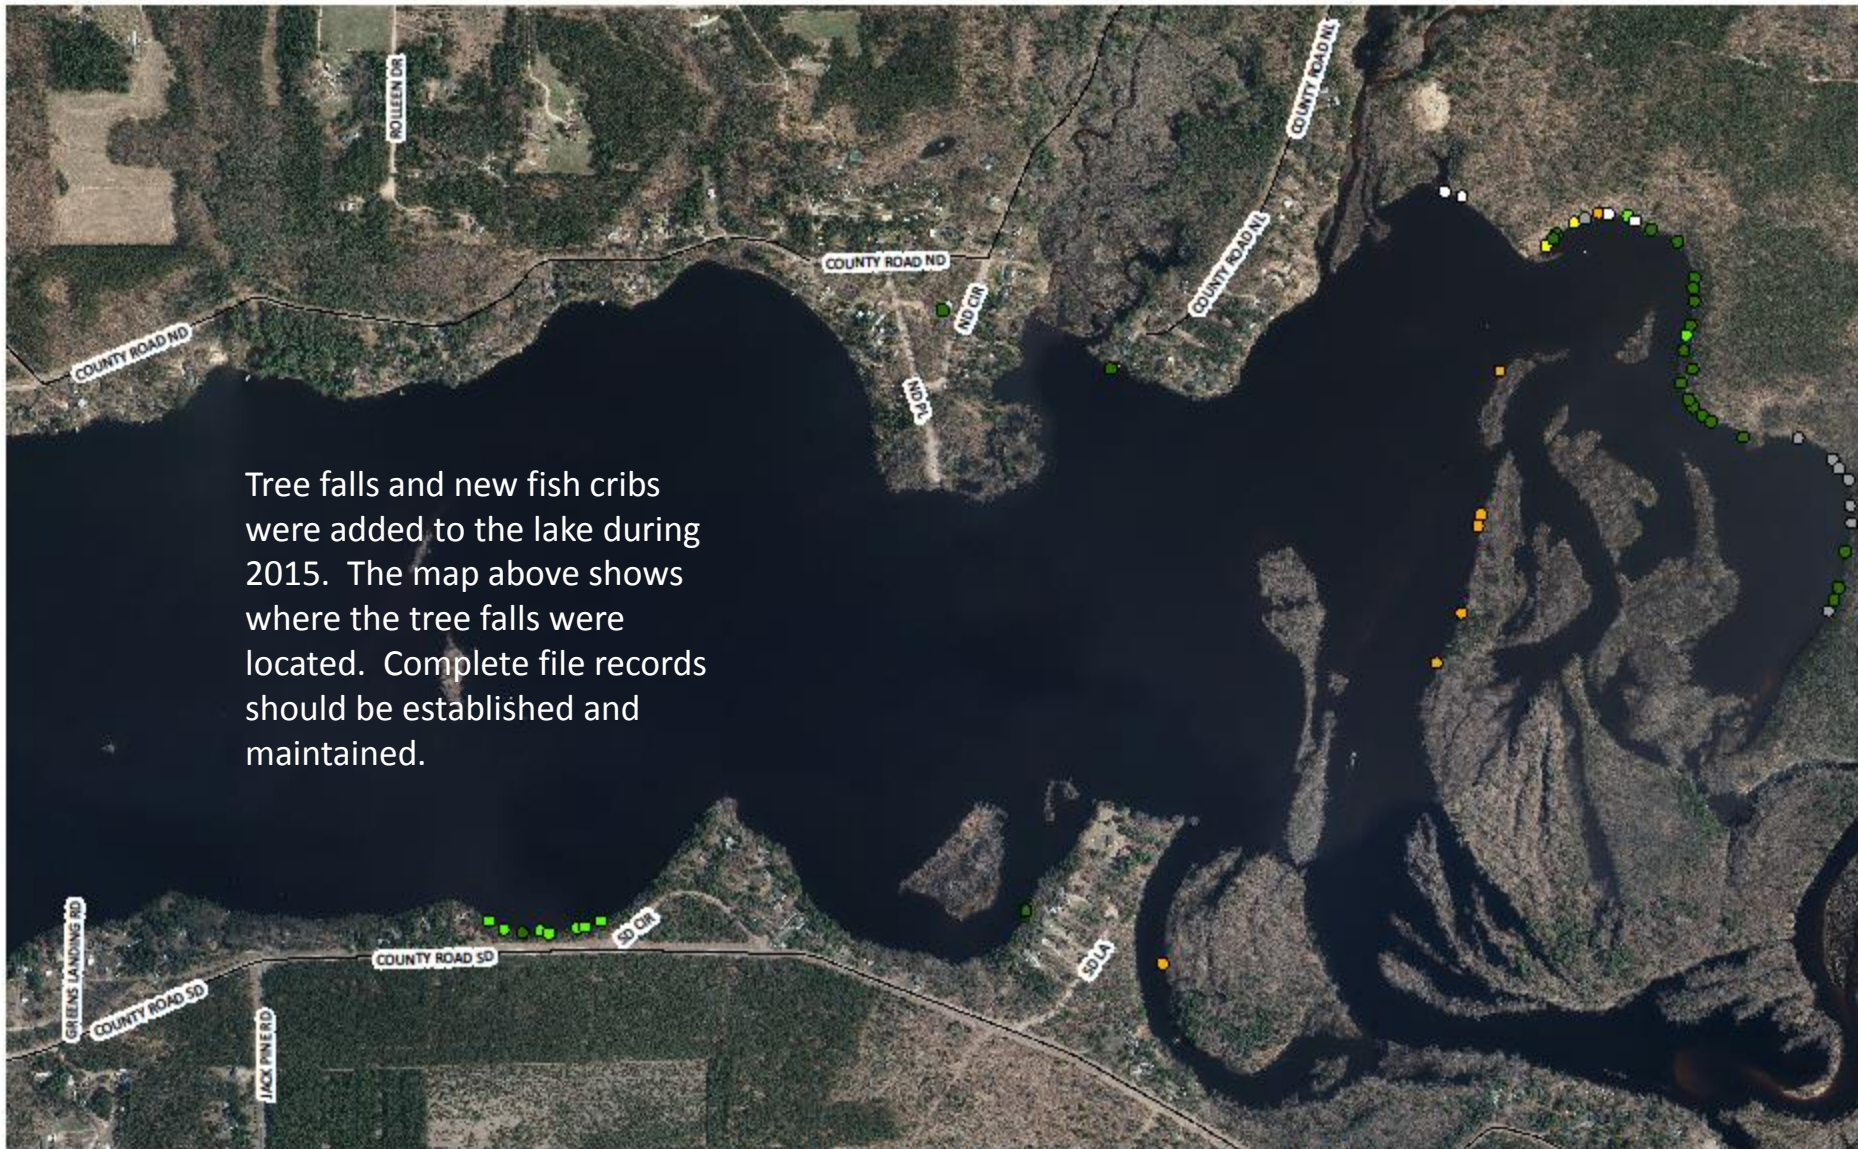 ROLLEEN DR
COUNTY ROAD NL
COUNTY ROAD NL
COUNTY ROAD ND
ND CIR
COUNTY ROAD ND
ND PL
Tree falls and new fish cribs
were added to the lake during
2015.  The map above shows
where the tree falls were
located.  Complete file records
should be established and
maintained.
GREENS LANDING RD
COUNTY ROAD SD
SD CIR
COUNTY ROAD SD
SD LA
JACK PINE RD